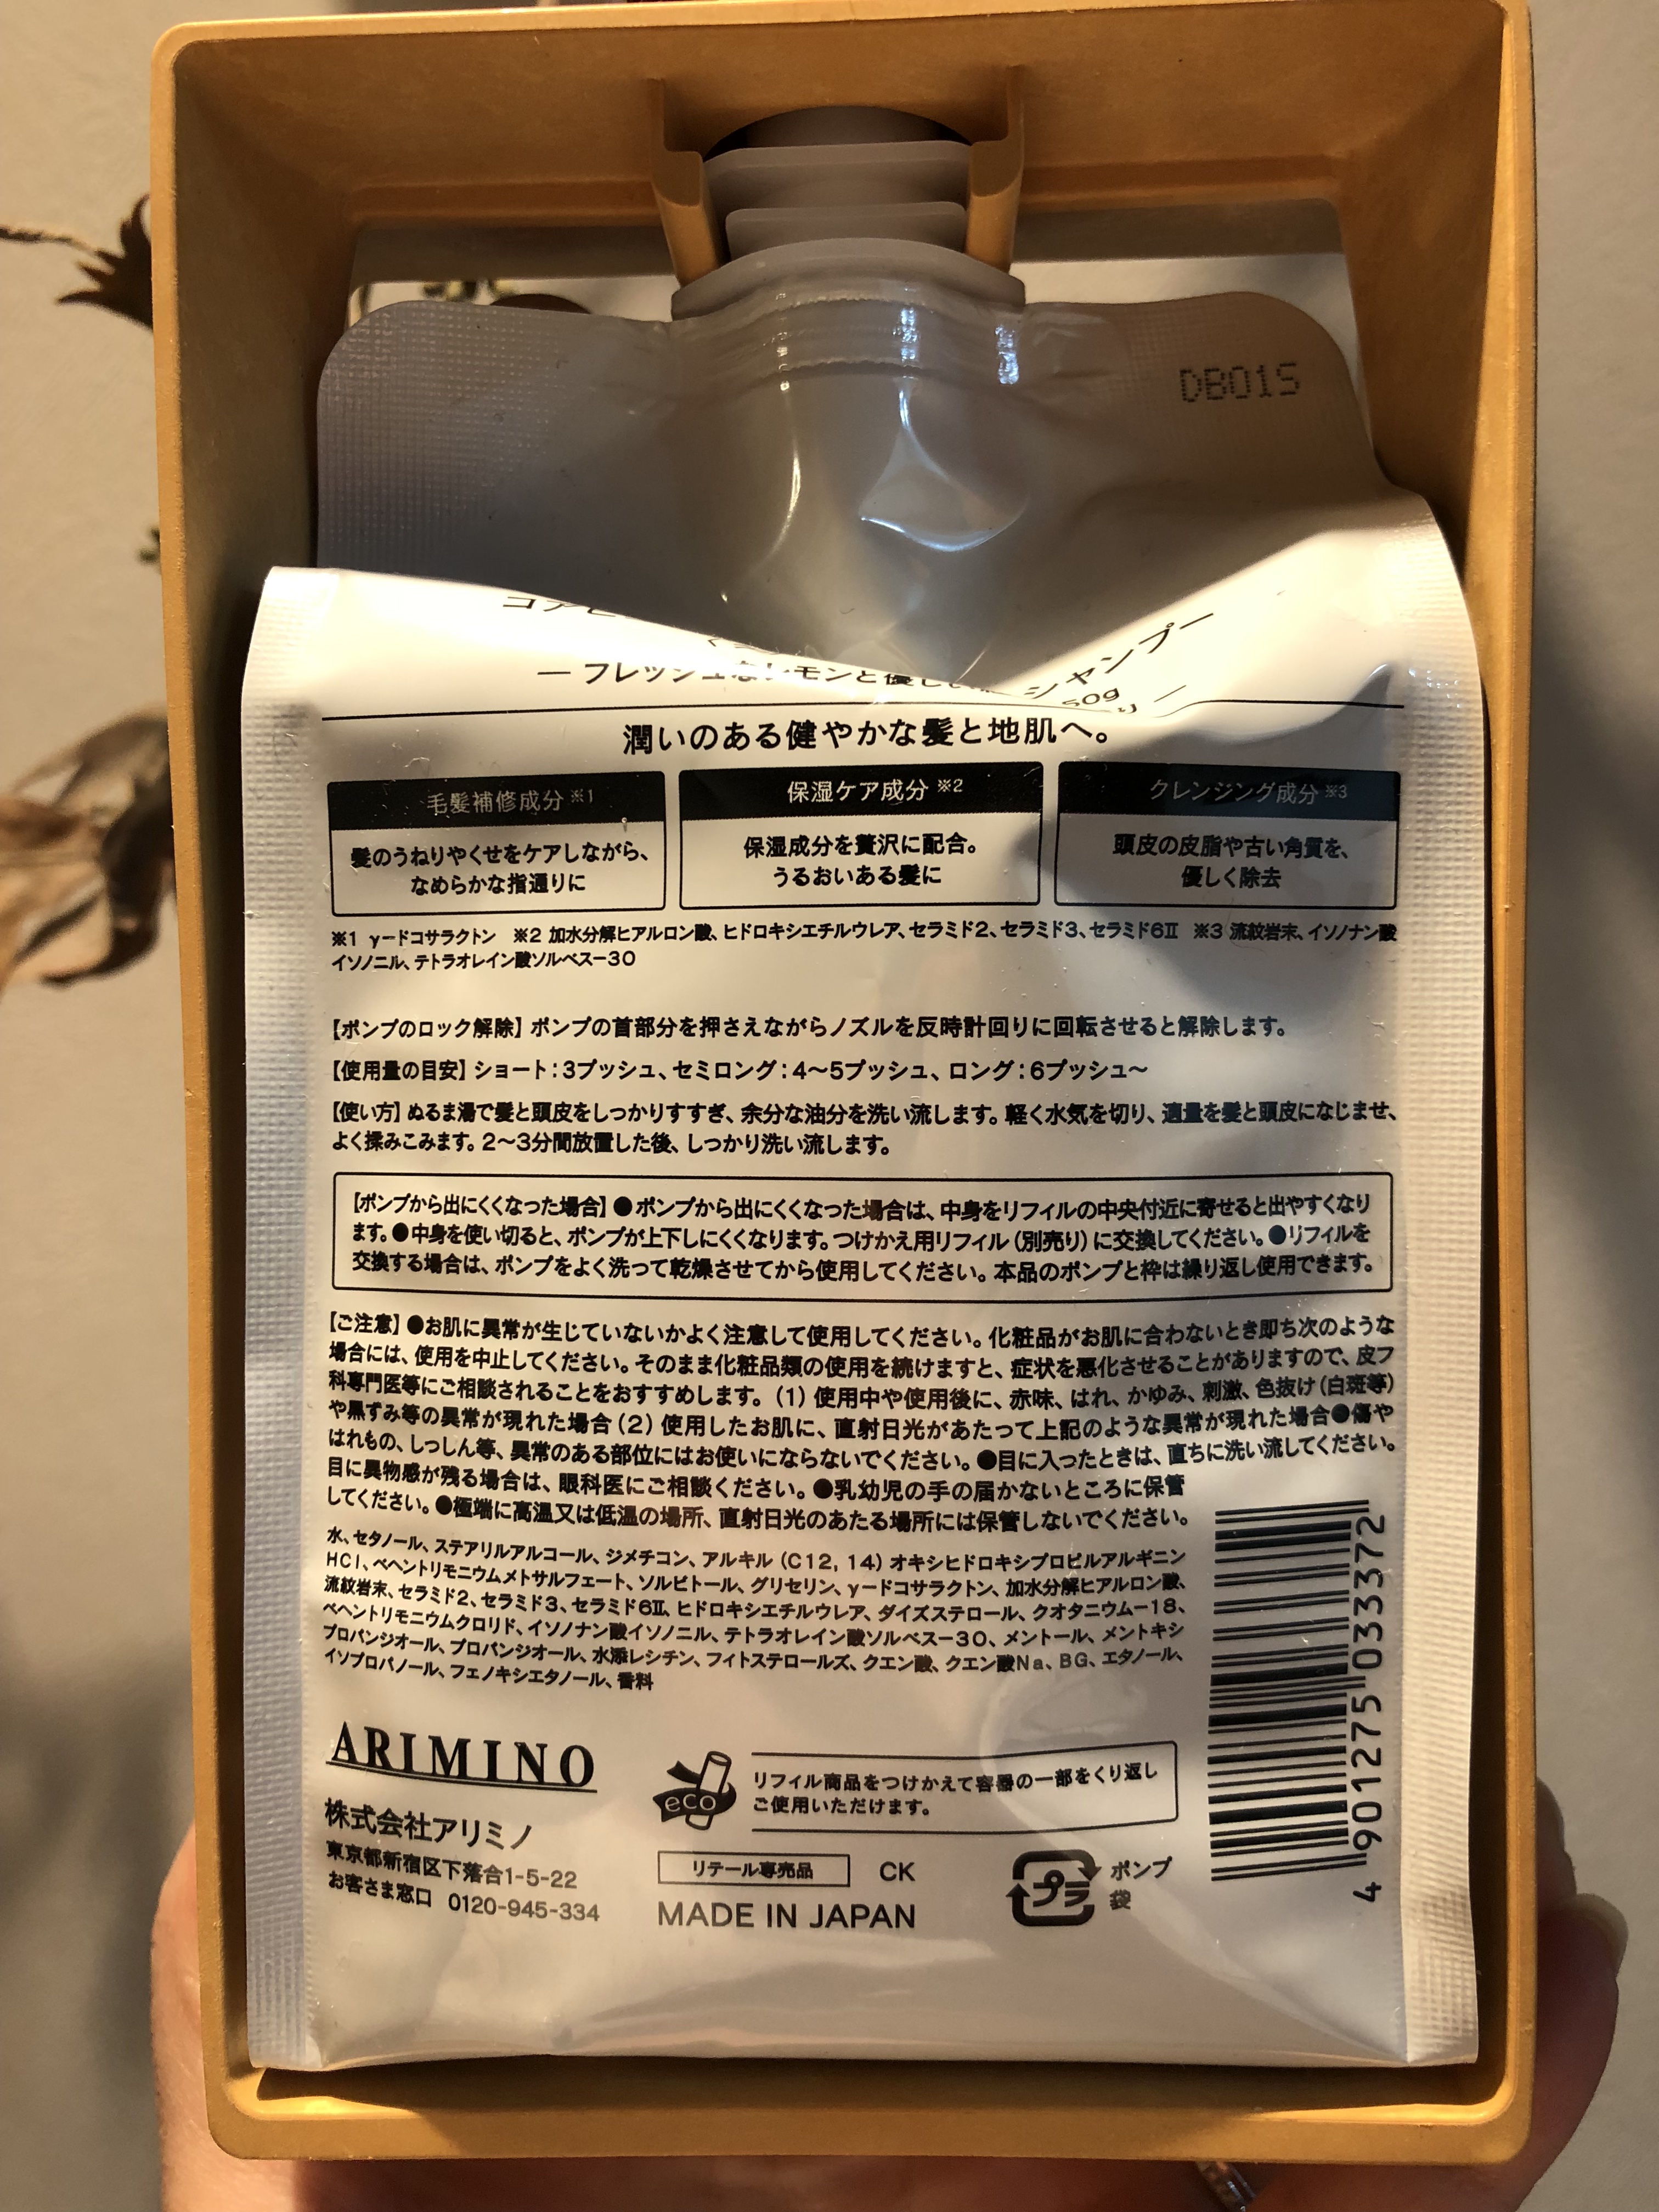 DB01S
コアミ
シャンプー
50g
— フレッシュなレモンと優し
潤いのある健やかな髪と地肌へ。
毛髪補修成分※1
髪のうねりやくせをケアしながら、
なめらかな指通りに
保湿ケア成分※2
保湿成分を贅沢に配合。
うるおいある髪に
クレンジング成分※3
頭皮の皮脂や古い角質を、
優しく除去
※1 γードコサラクトン ※2 加水分解ヒアルロン酸、ヒドロキシエチルウレア、セラミド2、セラミド3、セラミド6Ⅱ ※3 流紋岩末、イソノナン酸
イソノニル、テトラオレイン酸ソルベスー30
【ポンプのロック解除】ポンプの首部分を押さえながらノズルを反時計回りに回転させると解除します。
【使用量の目安】ショート:3プッシュ、セミロング:4〜5プッシュ、ロング:6プッシュ〜
【使い方】ぬるま湯で髪と頭皮をしっかりすすぎ、余分な油分を洗い流します。軽く水気を切り、適量を髪と頭皮になじませ、
よく揉みこみます。2〜3分間放置した後、しっかり洗い流します。
【ポンプから出にくくなった場合】●ポンプから出にくくなった場合は、中身をリフィルの中央付近に寄せると出やすくなり
ます。●中身を使い切ると、ポンプが上下しにくくなります。つけかえ用リフィル(別売り)に交換してください。●リフィルを
交換する場合は、ポンプをよく洗って乾燥させてから使用してください。本品のポンプと枠は繰り返し使用できます。
【ご注意】●お肌に異常が生じていないかよく注意して使用してください。化粧品がお肌に合わないとき即ち次のような
場合には、使用を中止してください。そのまま化粧品類の使用を続けますと、症状を悪化させることがありますので、皮フ
科専門医等にご相談されることをおすすめします。(1) 使用中や使用後に、赤味、はれ、かゆみ、刺激、色抜け(白斑等)
や黒ずみ等の異常が現れた場合(2) 使用したお肌に、直射日光があたって上記のような異常が現れた場合●傷や
はれもの、しっしん等、異常のある部位にはお使いにならないでください。●目に入ったときは、直ちに洗い流してください。
目に異物感が残る場合は、眼科医にご相談ください。●乳幼児の手の届かないところに保管
してください。●極端に高温又は低温の場所、直射日光のあたる場所には保管しないでください。
水、セタノール、ステアリルアルコール、ジメチコン、アルキル(C12, 14)オキシヒドロキシプロピルアルギニン
HCl、ベヘントリモニウムメトサルフェート、ソルビトール、グリセリン、γードコサラクトン、加水分解ヒアルロン酸、
流紋岩末、セラミド2、セラミド3、セラミド6Ⅱ、ヒドロキシエチルウレア、ダイズステロール、クオタニウムー18、
ベヘントリモニウムクロリド、イソノナン酸イソノニル、テトラオレイン酸ソルベスー30、メントール、メントキシ
プロパンジオール、プロパンジオール、水添レシチン、フィトステロールズ、クエン酸、クエン酸Na、BG、エタノール、
イソプロパノール、フェノキシエタノール、香料
ARIMINO
株式会社アリミノ
東京都新宿区下落合1-5-22
お客さま窓口 0120-945-334
eco
リフィル商品をつけかえて容器の一部をくり返し
ご使用いただけます。
リテール専売品 CK
MADE IN JAPAN
プラ
ポンプ
袋
4 901275 033372